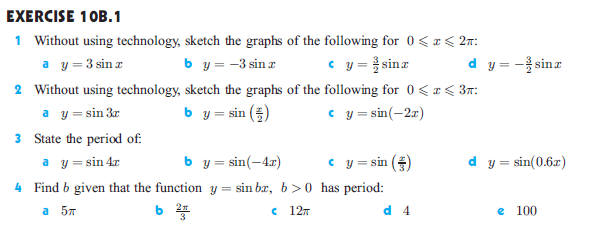 EXERCISE 10B.1
1 Without using technology, sketch the graphs of the following for 0 ⩽ x ⩽ 2π:
a y = 3 sin x b y = −3 sin x c y = 3/2 sin x d y = −3/2 sin x
2 Without using technology, sketch the graphs of the following for 0 ⩽ x ⩽ 3π:
a y = sin 3x b y = sin (x/2) c y = sin(−2x)
3 State the period of:
a y = sin 4x b y = sin(−4x) c y = sin (x/3) d y = sin(0.6x)
4 Find b given that the function y = sin bx, b > 0 has period:
a 5π b 2π/3 c 12π d 4 e 100